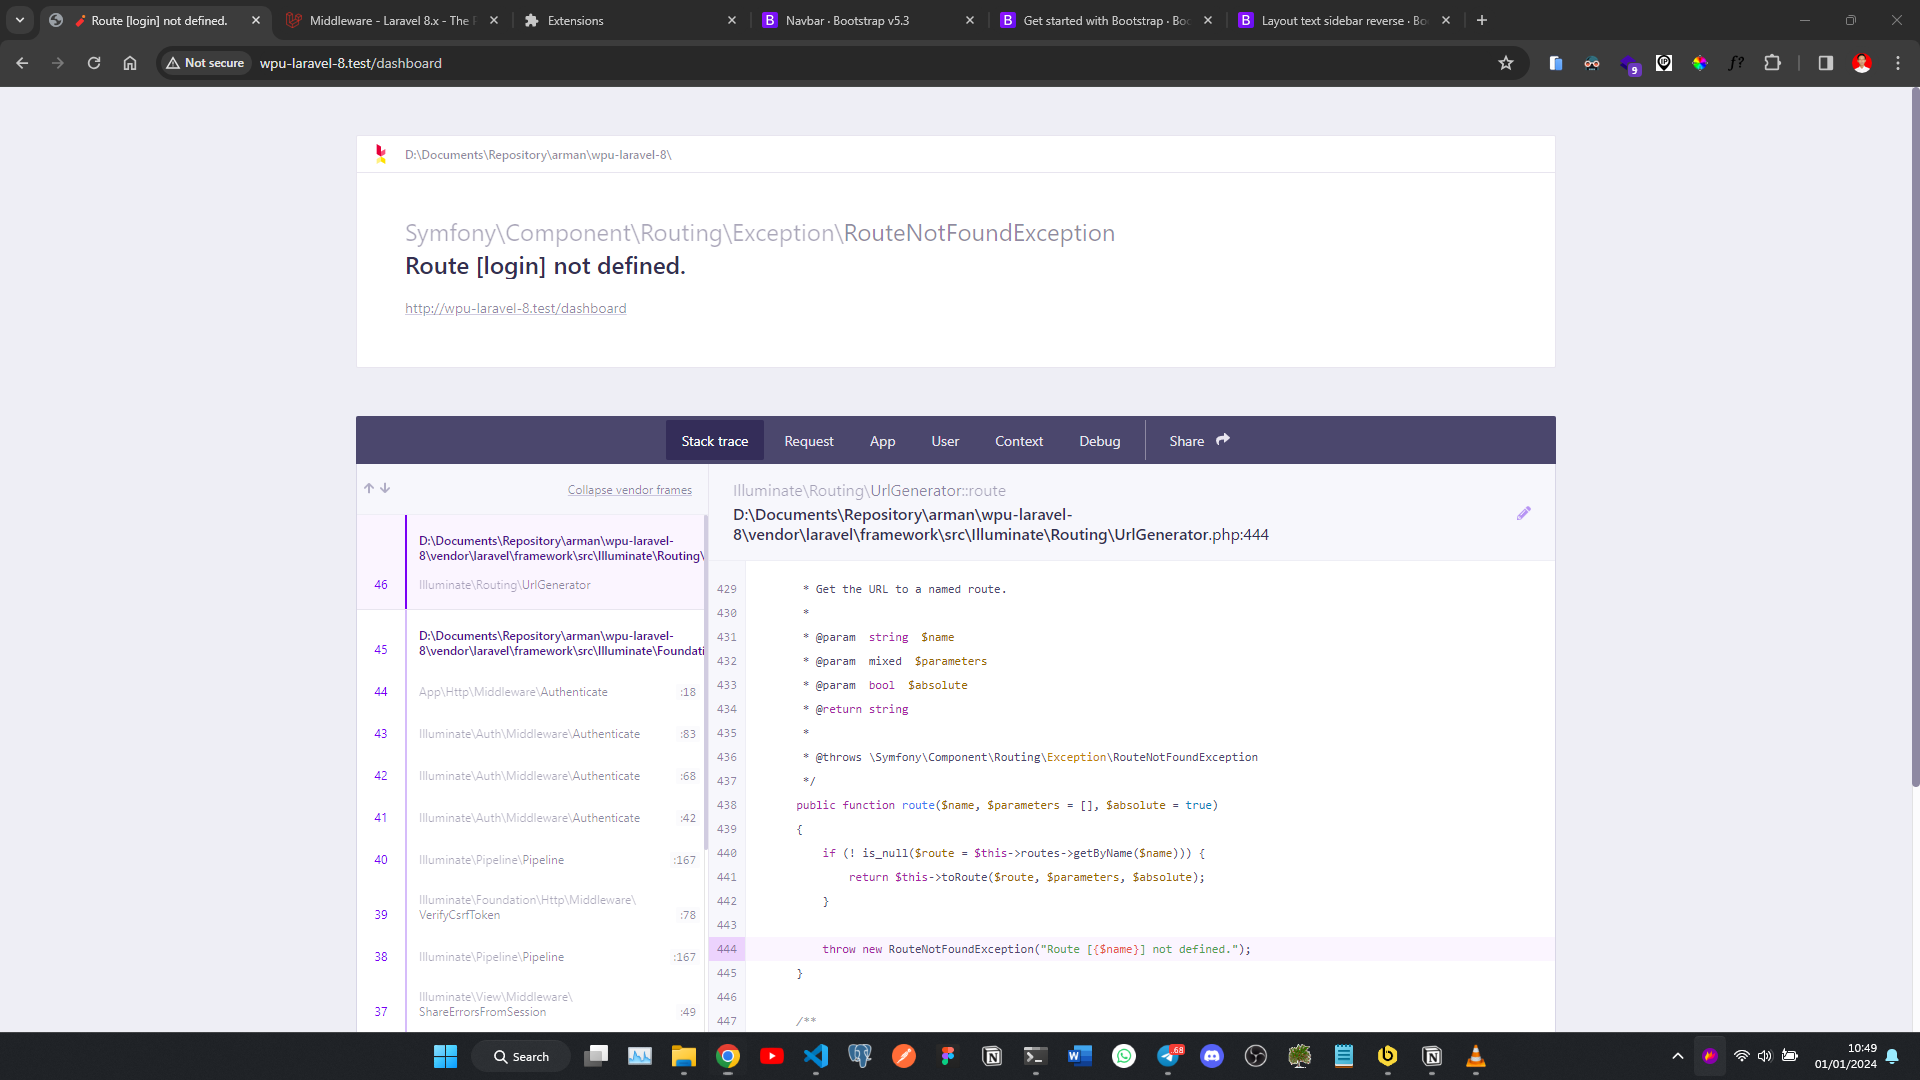 Route [login] not defined.
Middleware - Laravel 8.x - The
Extensions
Navbar · Bootstrap v5.3
Get started with Bootstrap ·
Layout text sidebar reverse ·
Not secure
wpu-laravel-8.test/dashboard
9
f?
D:\Documents\Repository\arman\wpu-laravel-8\
Symfony\Component\Routing\Exception\RouteNotFoundException
Route [login] not defined.
http://wpu-laravel-8.test/dashboard
Stack trace
Request
App
User
Context
Debug
Share
Collapse vendor frames
D:\Documents\Repository\arman\wpu-laravel-
8\vendor\laravel\framework\src\Illuminate\Routing\
46
Illuminate\Routing\UrlGenerator
D:\Documents\Repository\arman\wpu-laravel-
45
8\vendor\laravel\framework\src\Illuminate\Foundati
44 App\Http\Middleware\Authenticate :18
43 Illuminate\Auth\Middleware\Authenticate :83
42 Illuminate\Auth\Middleware\Authenticate :68
41 Illuminate\Auth\Middleware\Authenticate :42
40 Illuminate\Pipeline\Pipeline :167
Illuminate\Foundation\Http\Middleware\
39 VerifyCsrfToken :78
38 Illuminate\Pipeline\Pipeline :167
Illuminate\View\Middleware\
37 ShareErrorsFromSession :49
Illuminate\Routing\UrlGenerator::route
D:\Documents\Repository\arman\wpu-laravel-
8\vendor\laravel\framework\src\Illuminate\Routing\UrlGenerator.php:444
429 * Get the URL to a named route.
430 *
431 * @param string $name
432 * @param mixed $parameters
433 * @param bool $absolute
434 * @return string
435 *
436 * @throws \Symfony\Component\Routing\Exception\RouteNotFoundException
437 */
438 public function route($name, $parameters = [], $absolute = true)
439 {
440 if (! is_null($route = $this->routes->getByName($name))) {
441 return $this->toRoute($route, $parameters, $absolute);
442 }
443
444 throw new RouteNotFoundException("Route [{$name}] not defined.");
445 }
446
447 /**
Search
68
10:49
01/01/2024